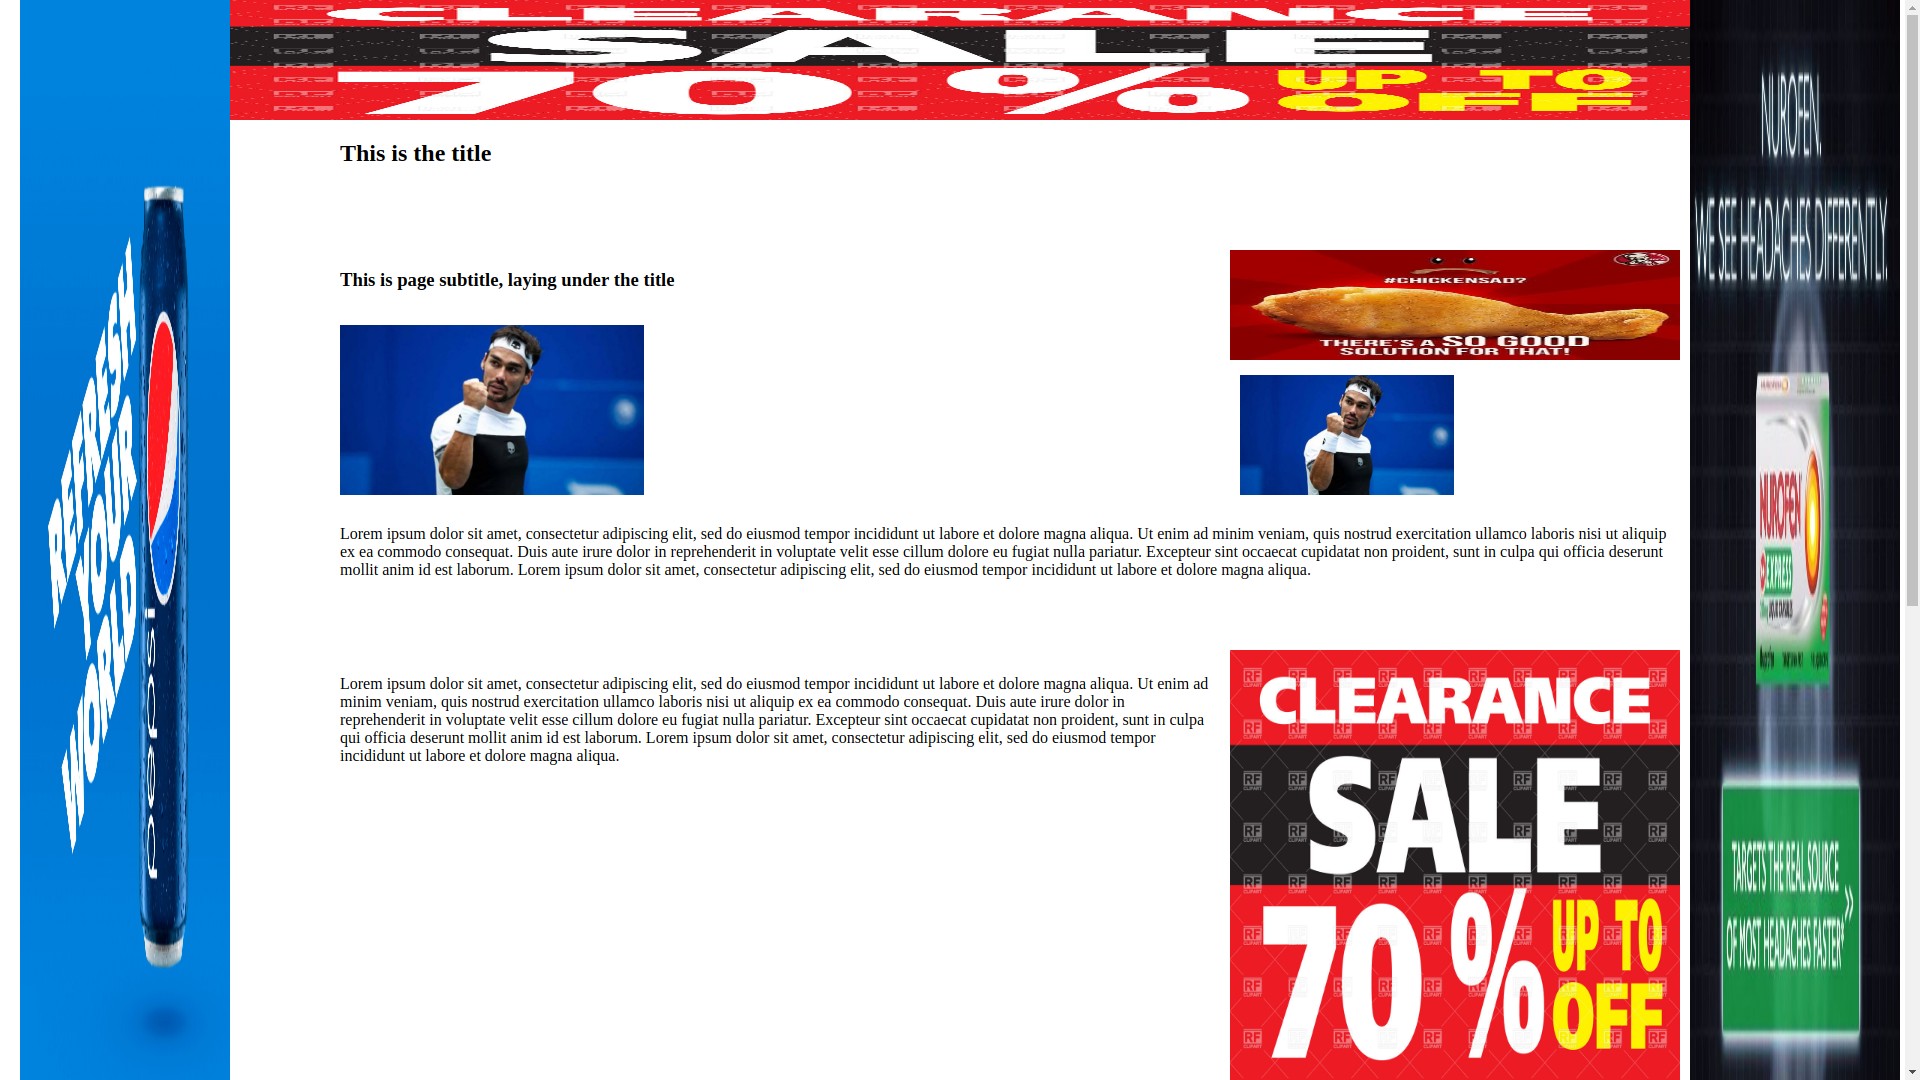 CLEARANCE
SALE
70% UP TO
OFF
This is the title
This is page subtitle, laying under the title
#CHICKENSAD?
THERE'S A SO GOOD
SOLUTION FOR THAT!
Lorem ipsum dolor sit amet, consectetur adipiscing elit, sed do eiusmod tempor incididunt ut labore et dolore magna aliqua. Ut enim ad minim veniam, quis nostrud exercitation ullamco laboris nisi ut aliquip
ex ea commodo consequat. Duis aute irure dolor in reprehenderit in voluptate velit esse cillum dolore eu fugiat nulla pariatur. Excepteur sint occaecat cupidatat non proident, sunt in culpa qui officia deserunt
mollit anim id est laborum. Lorem ipsum dolor sit amet, consectetur adipiscing elit, sed do eiusmod tempor incididunt ut labore et dolore magna aliqua.
Lorem ipsum dolor sit amet, consectetur adipiscing elit, sed do eiusmod tempor incididunt ut labore et dolore magna aliqua. Ut enim ad
minim veniam, quis nostrud exercitation ullamco laboris nisi ut aliquip ex ea commodo consequat. Duis aute irure dolor in
reprehenderit in voluptate velit esse cillum dolore eu fugiat nulla pariatur. Excepteur sint occaecat cupidatat non proident, sunt in culpa
qui officia deserunt mollit anim id est laborum. Lorem ipsum dolor sit amet, consectetur adipiscing elit, sed do eiusmod tempor
incididunt ut labore et dolore magna aliqua.
CLEARANCE
SALE
70% UP TO
OFF
REFRESH
YOUR
WORLD
pepsi
NUROFEN.
WE SEE HEADACHES DIFFERENTLY.
NUROFEN
EXPRESS
TARGETS THE REAL SOURCE
OF MOST HEADACHES FASTER*